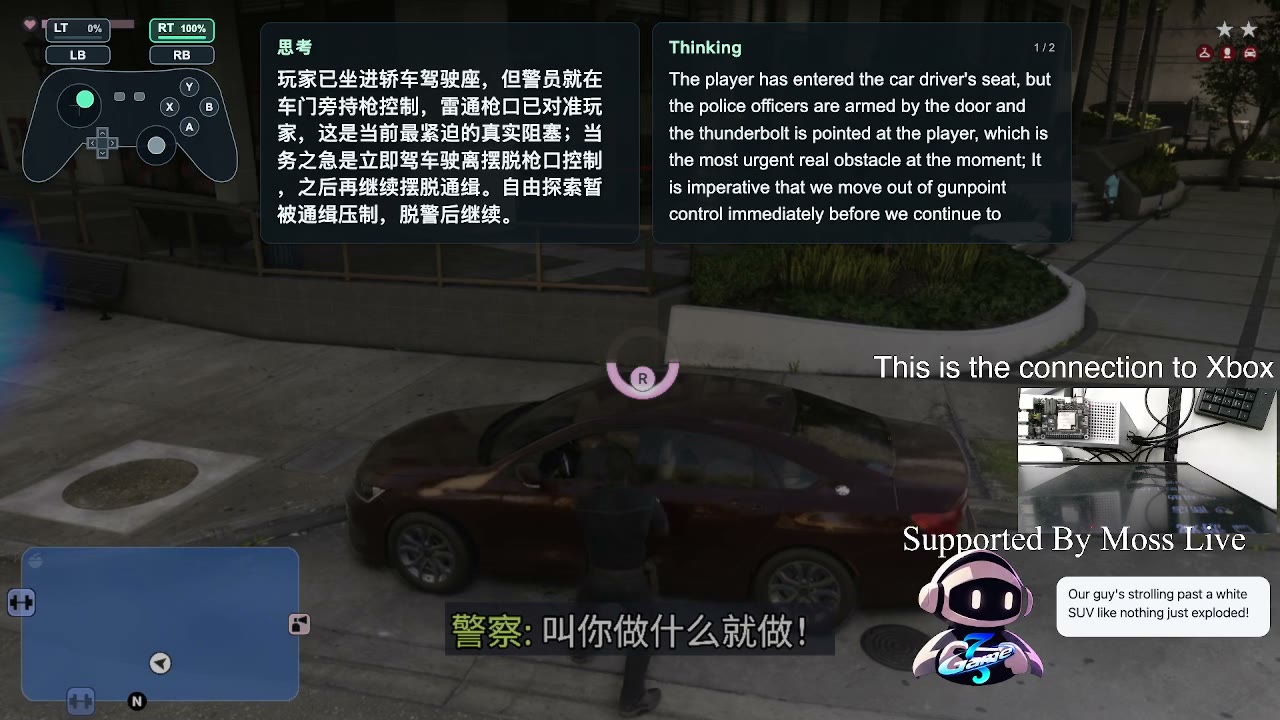 LT 0%
RT 100%
LB
RB
Y
X
B
A
思考
玩家已坐进轿车驾驶座，但警员就在
车门旁持枪控制，雷通枪口已对准玩
家，这是当前最紧迫的真实阻塞；当
务之急是立即驾车驶离摆脱枪口控制
，之后再继续摆脱通缉。自由探索暂
被通缉压制，脱警后继续。
Thinking
1/2
The player has entered the car driver's seat, but
the police officers are armed by the door and
the thunderbolt is pointed at the player, which is
the most urgent real obstacle at the moment; It
is imperative that we move out of gunpoint
control immediately before we continue to
R
This is the connection to Xbox
Supported By Moss Live
Our guy's strolling past a white
SUV like nothing just exploded!
Game
3
警察: 叫你做什么就做！
N